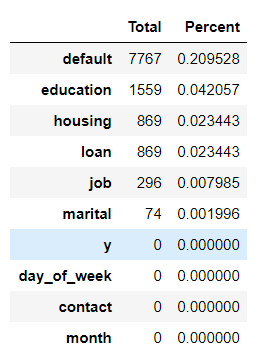 Total Percent
default 7767 0.209528
education 1559 0.042057
housing 869 0.023443
loan 869 0.023443
job 296 0.007985
marital 74 0.001996
y 0 0.000000
day_of_week 0 0.000000
contact 0 0.000000
month 0 0.000000